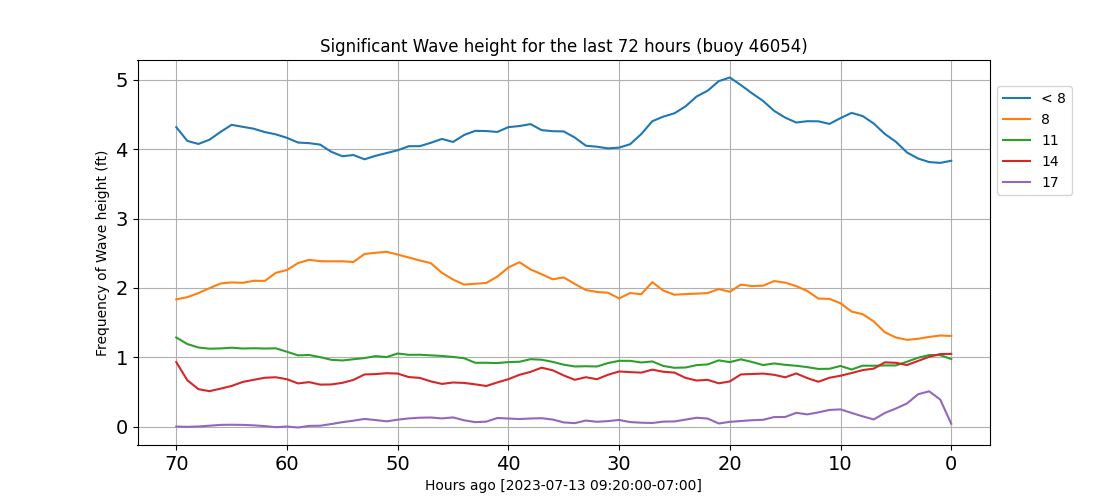 Significant Wave height for the last 72 hours (buoy 46054)
Frequency of Wave height (ft)
5
4
3
2
1
0
70 60 50 40 30 20 10 0
Hours ago [2023-07-13 09:20:00-07:00]
< 8
8
11
14
17